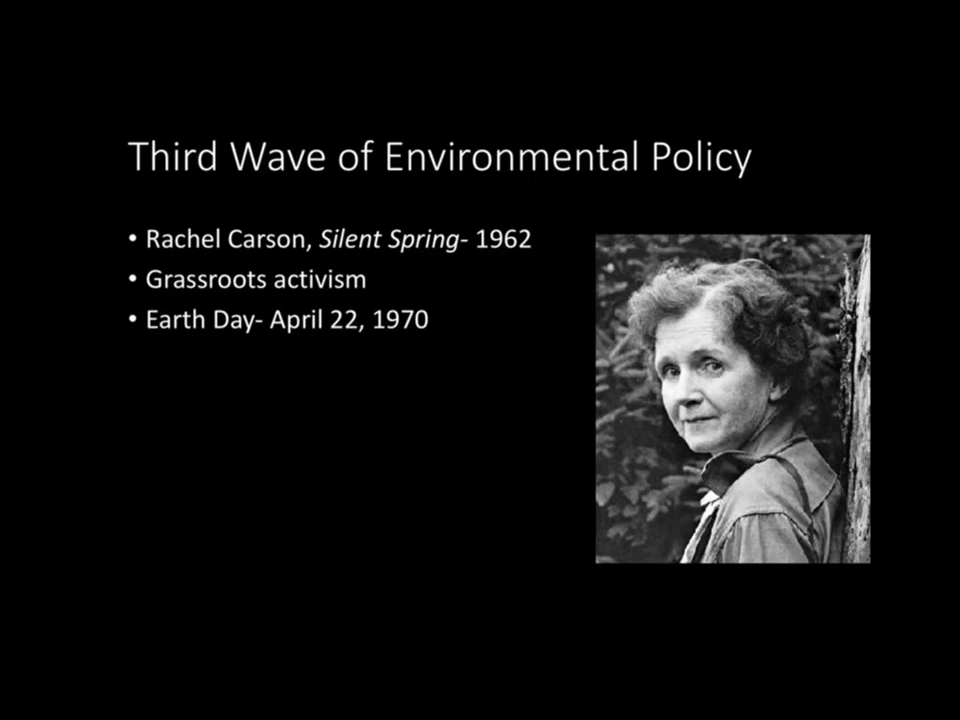 Third Wave of Environmental Policy
• Rachel Carson, Silent Spring- 1962
• Grassroots activism
• Earth Day- April 22, 1970